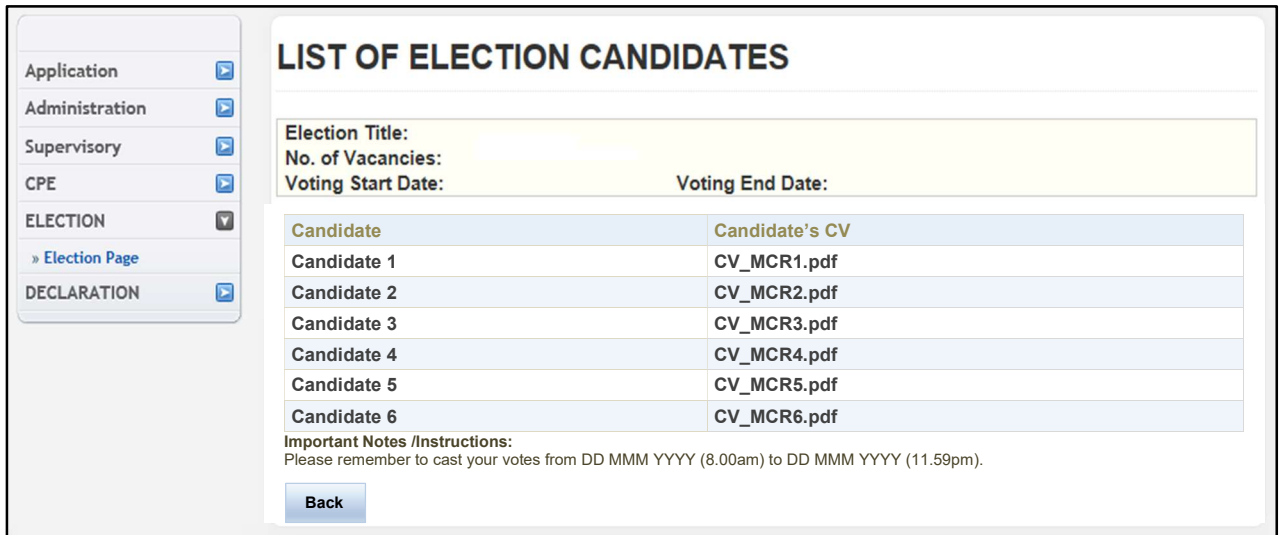 Application
Administration
Supervisory
CPE
ELECTION
» Election Page
DECLARATION
LIST OF ELECTION CANDIDATES
Election Title:
No. of Vacancies:
Voting Start Date: Voting End Date:
Candidate Candidate’s CV
Candidate 1 CV_MCR1.pdf
Candidate 2 CV_MCR2.pdf
Candidate 3 CV_MCR3.pdf
Candidate 4 CV_MCR4.pdf
Candidate 5 CV_MCR5.pdf
Candidate 6 CV_MCR6.pdf
Important Notes /Instructions:
Please remember to cast your votes from DD MMM YYYY (8.00am) to DD MMM YYYY (11.59pm).
Back